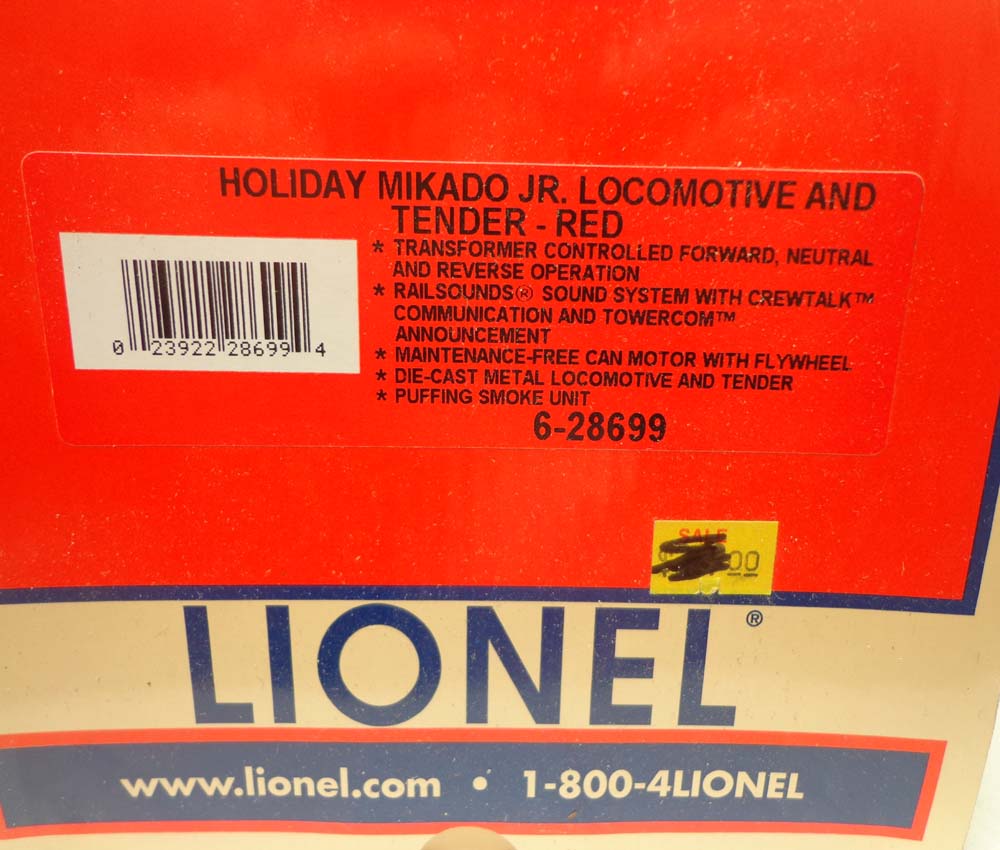 HOLIDAY MIKADO JR. LOCOMOTIVE AND
TENDER - RED
* TRANSFORMER CONTROLLED FORWARD, NEUTRAL
AND REVERSE OPERATION
* RAILSOUNDS® SOUND SYSTEM WITH CREWTALK™
COMMUNICATION AND TOWERCOM™
ANNOUNCEMENT
* MAINTENANCE-FREE CAN MOTOR WITH FLYWHEEL
* DIE-CAST METAL LOCOMOTIVE AND TENDER
* PUFFING SMOKE UNIT
6-28699
0 23922 28699 4
SALE
00
LIONEL®
www.lionel.com • 1-800-4LIONEL